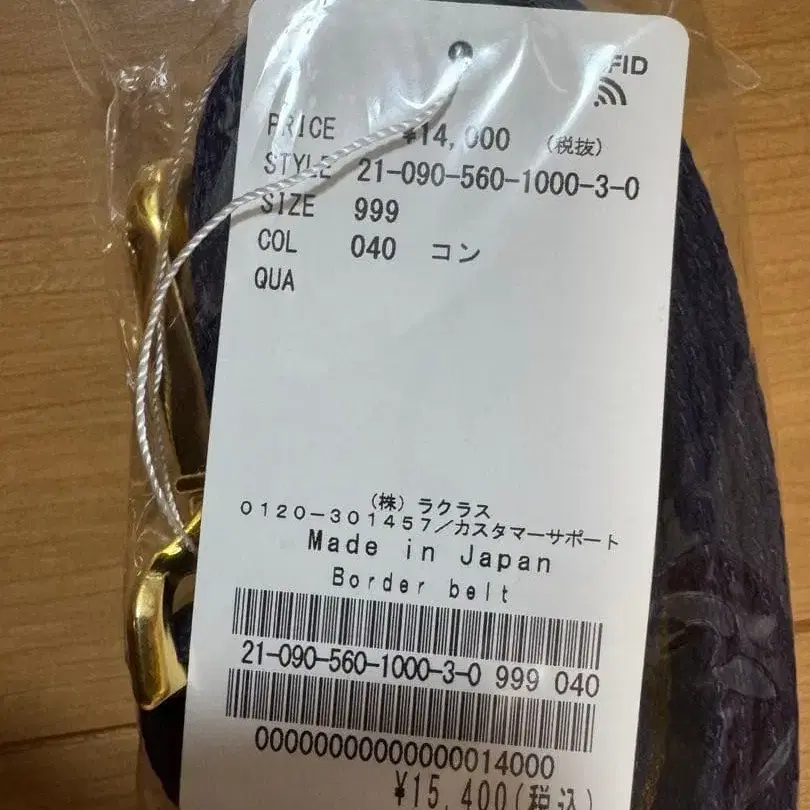 RFID
PRICE ¥14,000 (税抜)
STYLE 21-090-560-1000-3-0
SIZE 999
COL 040 コン
QUA
(株) ラクラス
0120-301457/カスタマーサポート
Made in Japan
Border belt
21-090-560-1000-3-0 999 040
00000000000000014000
¥15,400(税込)